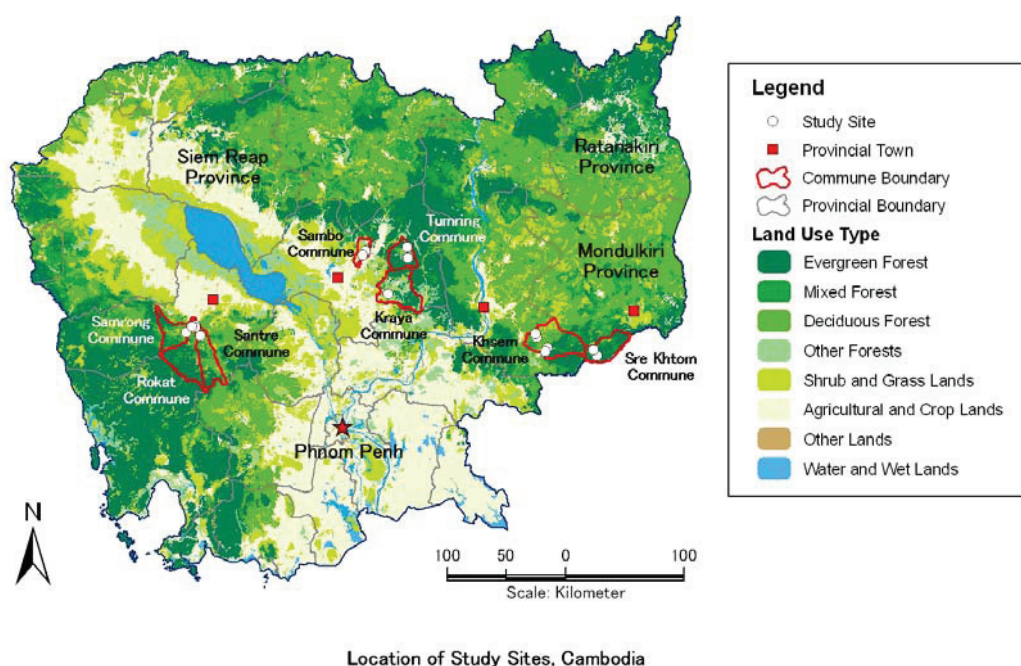 Siem Reap
Province
Ratanakiri
Province
Tumring
Commune
Sambo
Commune
Mondulkiri
Province
Kraya
Commune
Samrong
Commune
Santre
Commune
Khsem
Commune
Sre Khtom
Commune
Rokat
Commune
Phnom Penh
N
100 50 0 100
Scale: Kilometer
Legend
Study Site
Provincial Town
Commune Boundary
Provincial Boundary
Land Use Type
Evergreen Forest
Mixed Forest
Deciduous Forest
Other Forests
Shrub and Grass Lands
Agricultural and Crop Lands
Other Lands
Water and Wet Lands
Location of Study Sites, Cambodia